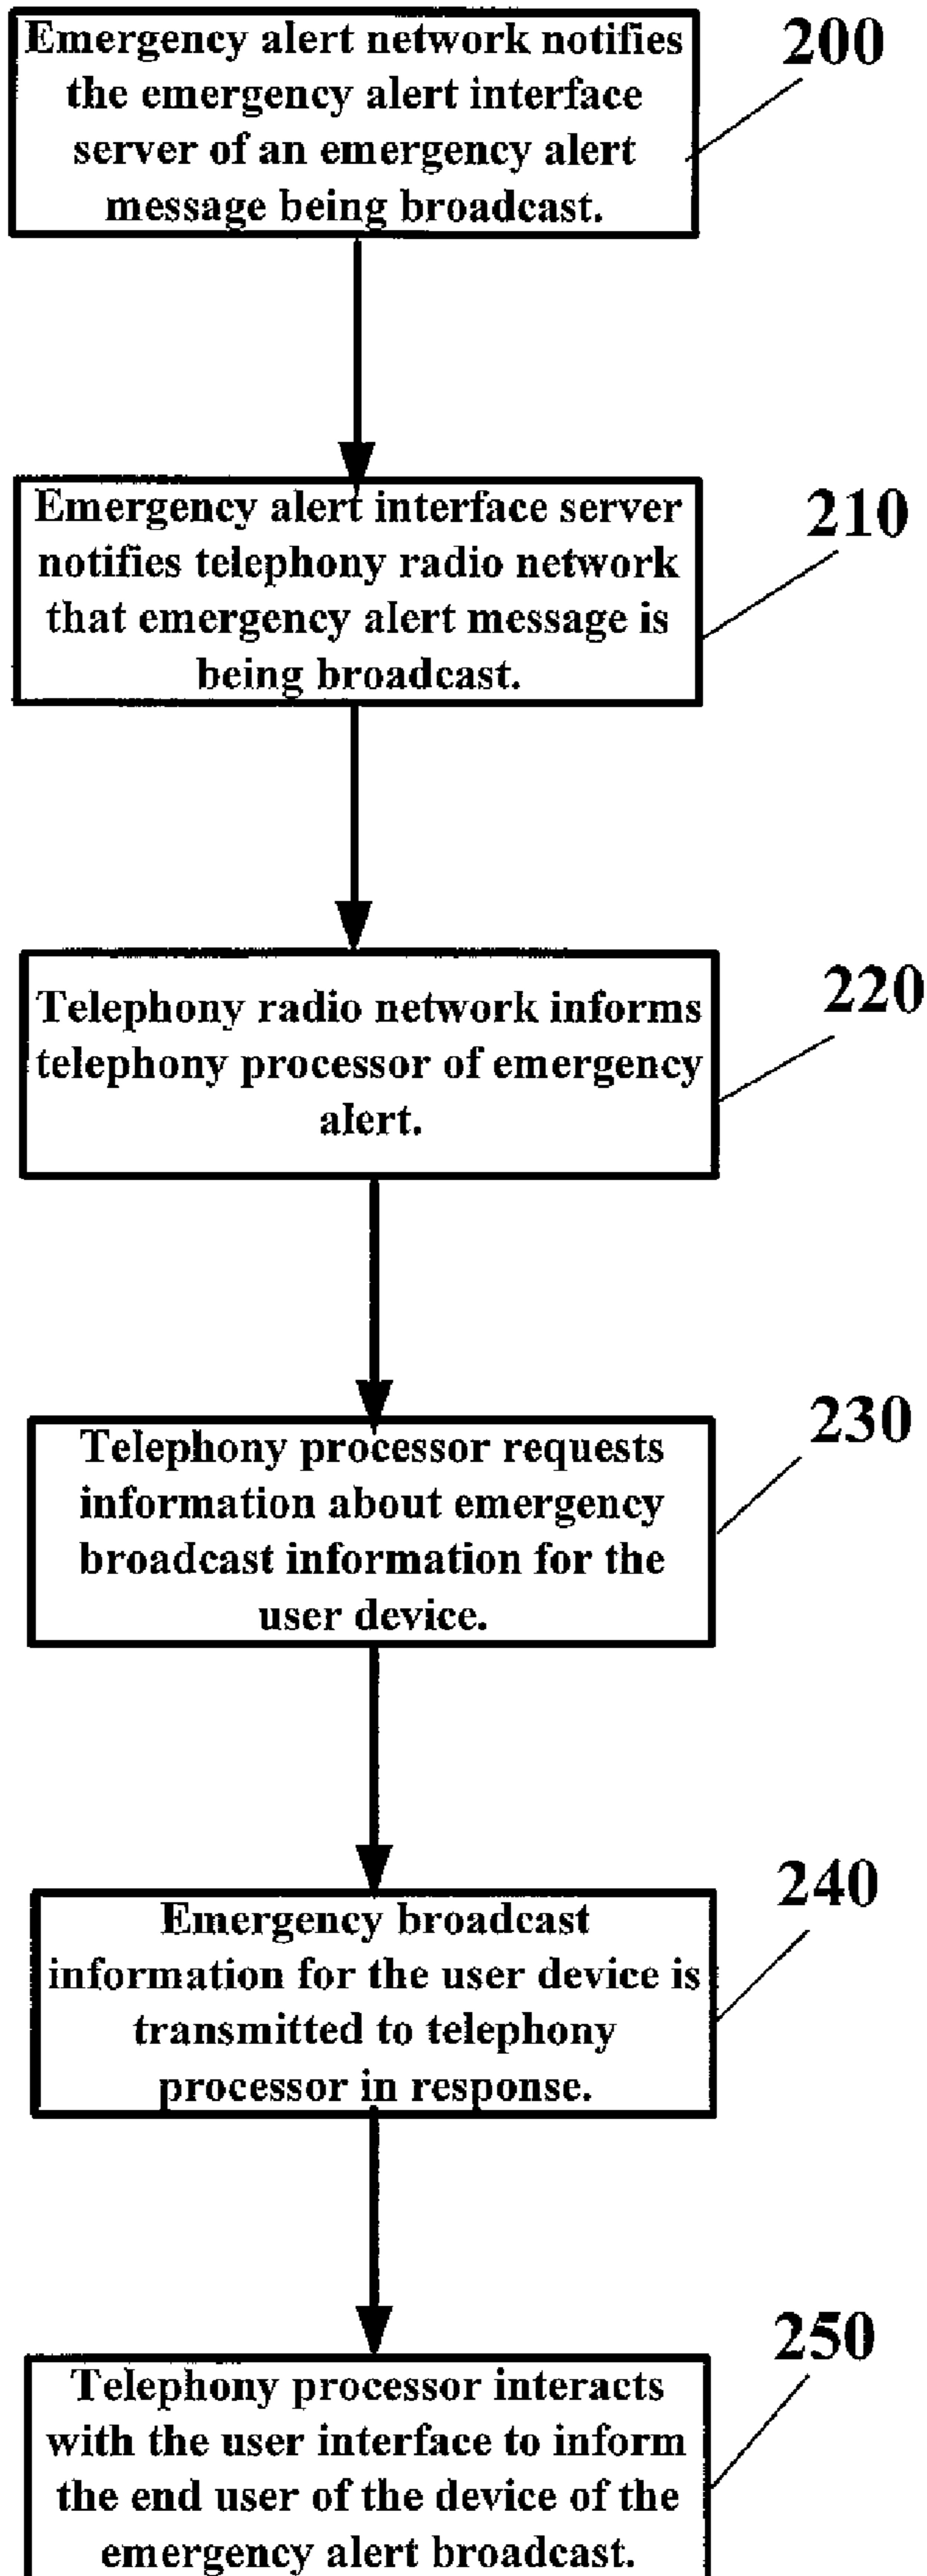 Emergency alert network notifies
the emergency alert interface
server of an emergency alert
message being broadcast.
200
Emergency alert interface server
notifies telephony radio network
that emergency alert message is
being broadcast.
210
Telephony radio network informs
telephony processor of emergency
alert.
220
Telephony processor requests
information about emergency
broadcast information for the
user device.
230
Emergency broadcast
information for the user device is
transmitted to telephony
processor in response.
240
Telephony processor interacts
with the user interface to inform
the end user of the device of the
emergency alert broadcast.
250